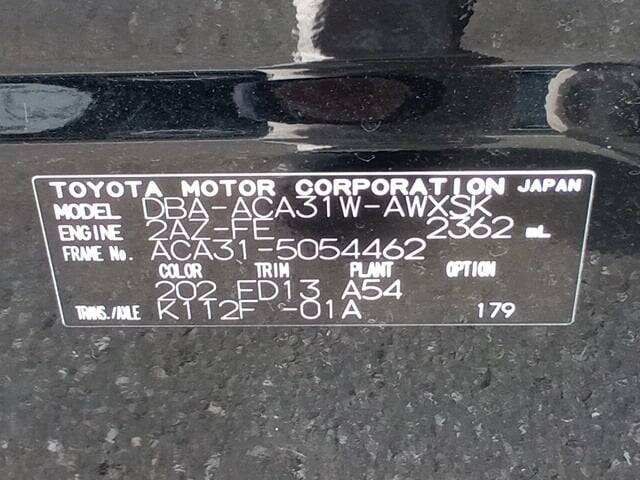 TOYOTA MOTOR CORPORATION JAPAN
MODEL DBA-ACA31W-AWXSK
ENGINE 2AZ-FE 2362 mL
FRAME No. ACA31-5054462
COLOR TRIM PLANT OPTION
202 FD13 A54
TRANS./AXLE K112F -01A 179